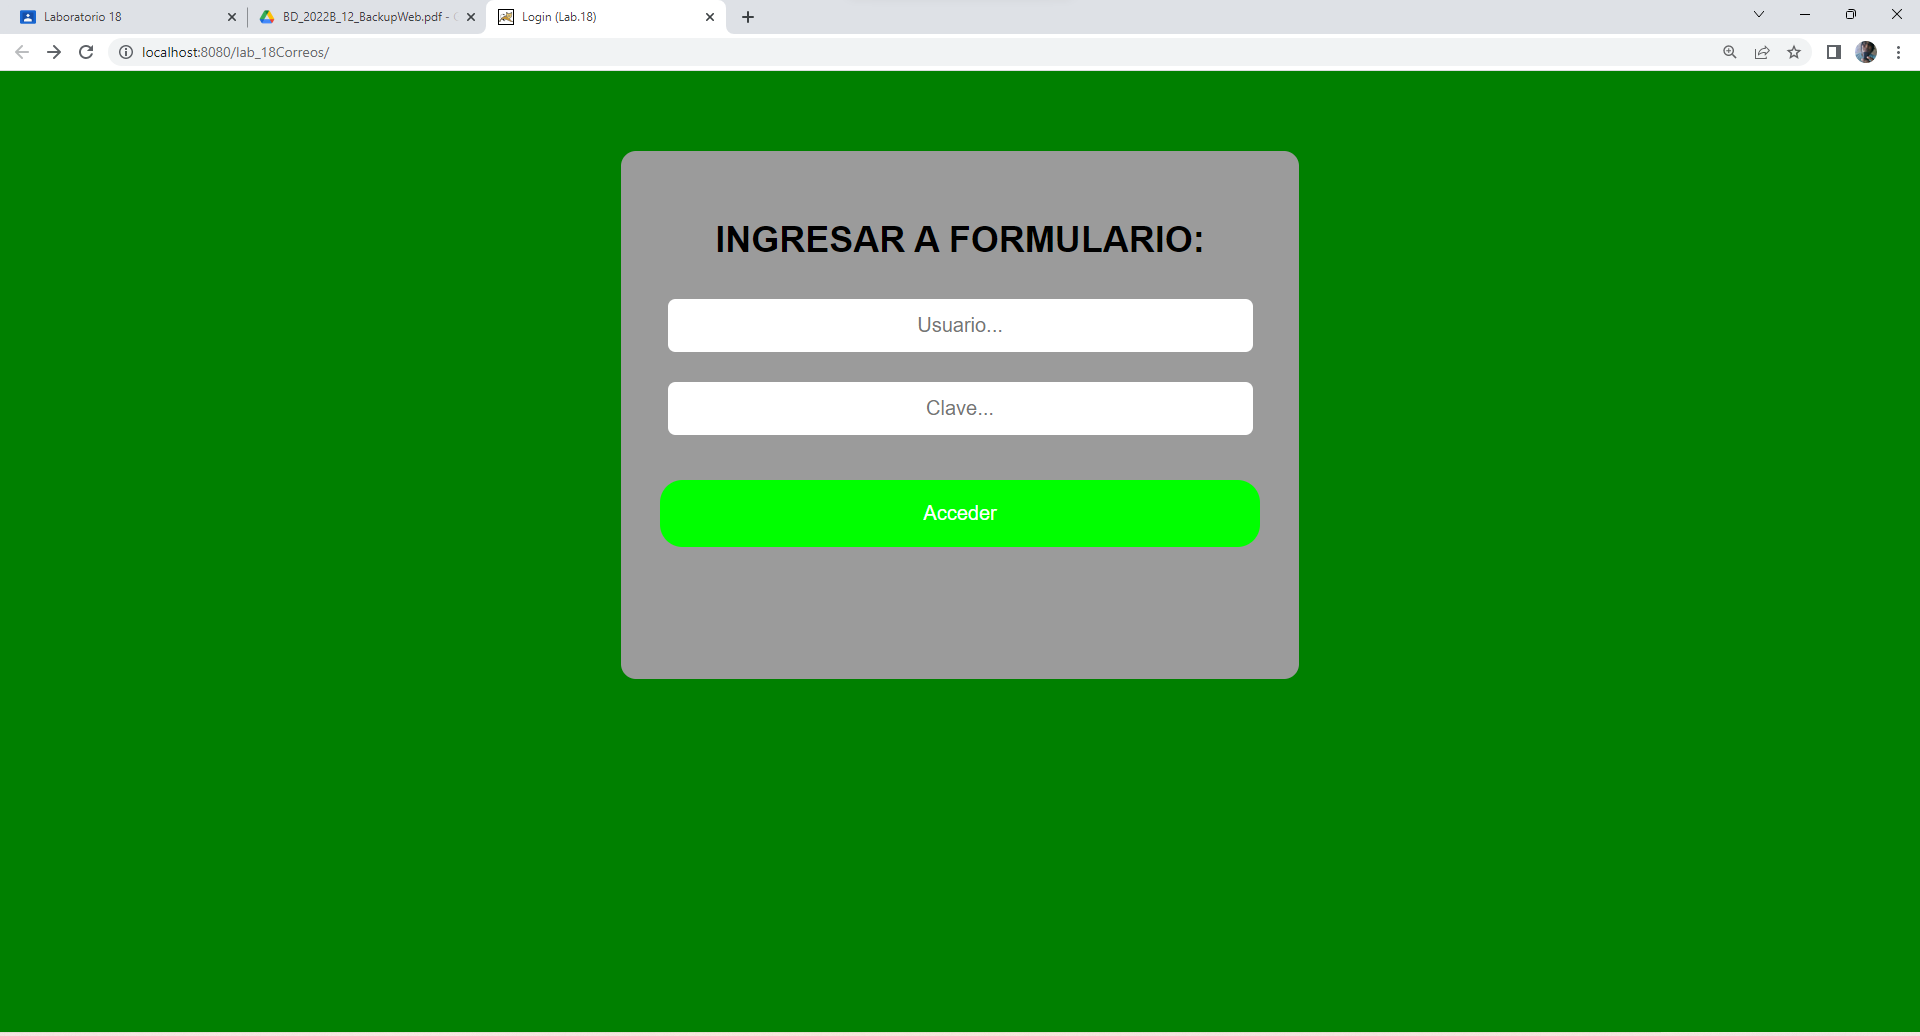 Laboratorio 18
BD_2022B_12_BackupWeb.pdf -
Login (Lab.18)
localhost:8080/lab_18Correos/
INGRESAR A FORMULARIO:
Usuario...
Clave...
Acceder